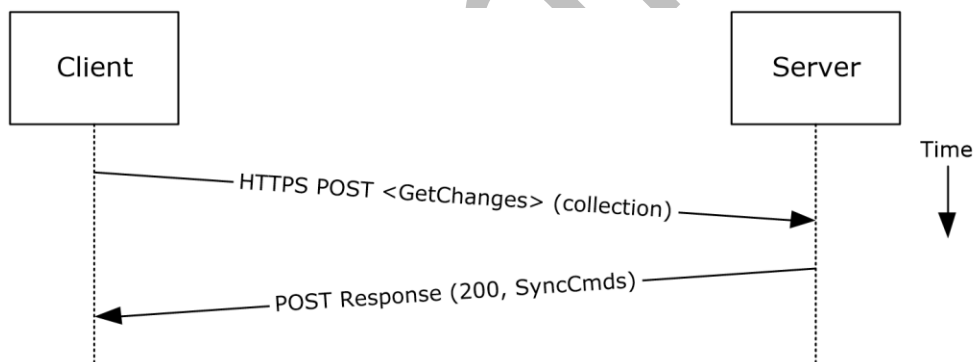 Client
Server
Time
HTTPS POST <GetChanges> (collection)
POST Response (200, SyncCmds)